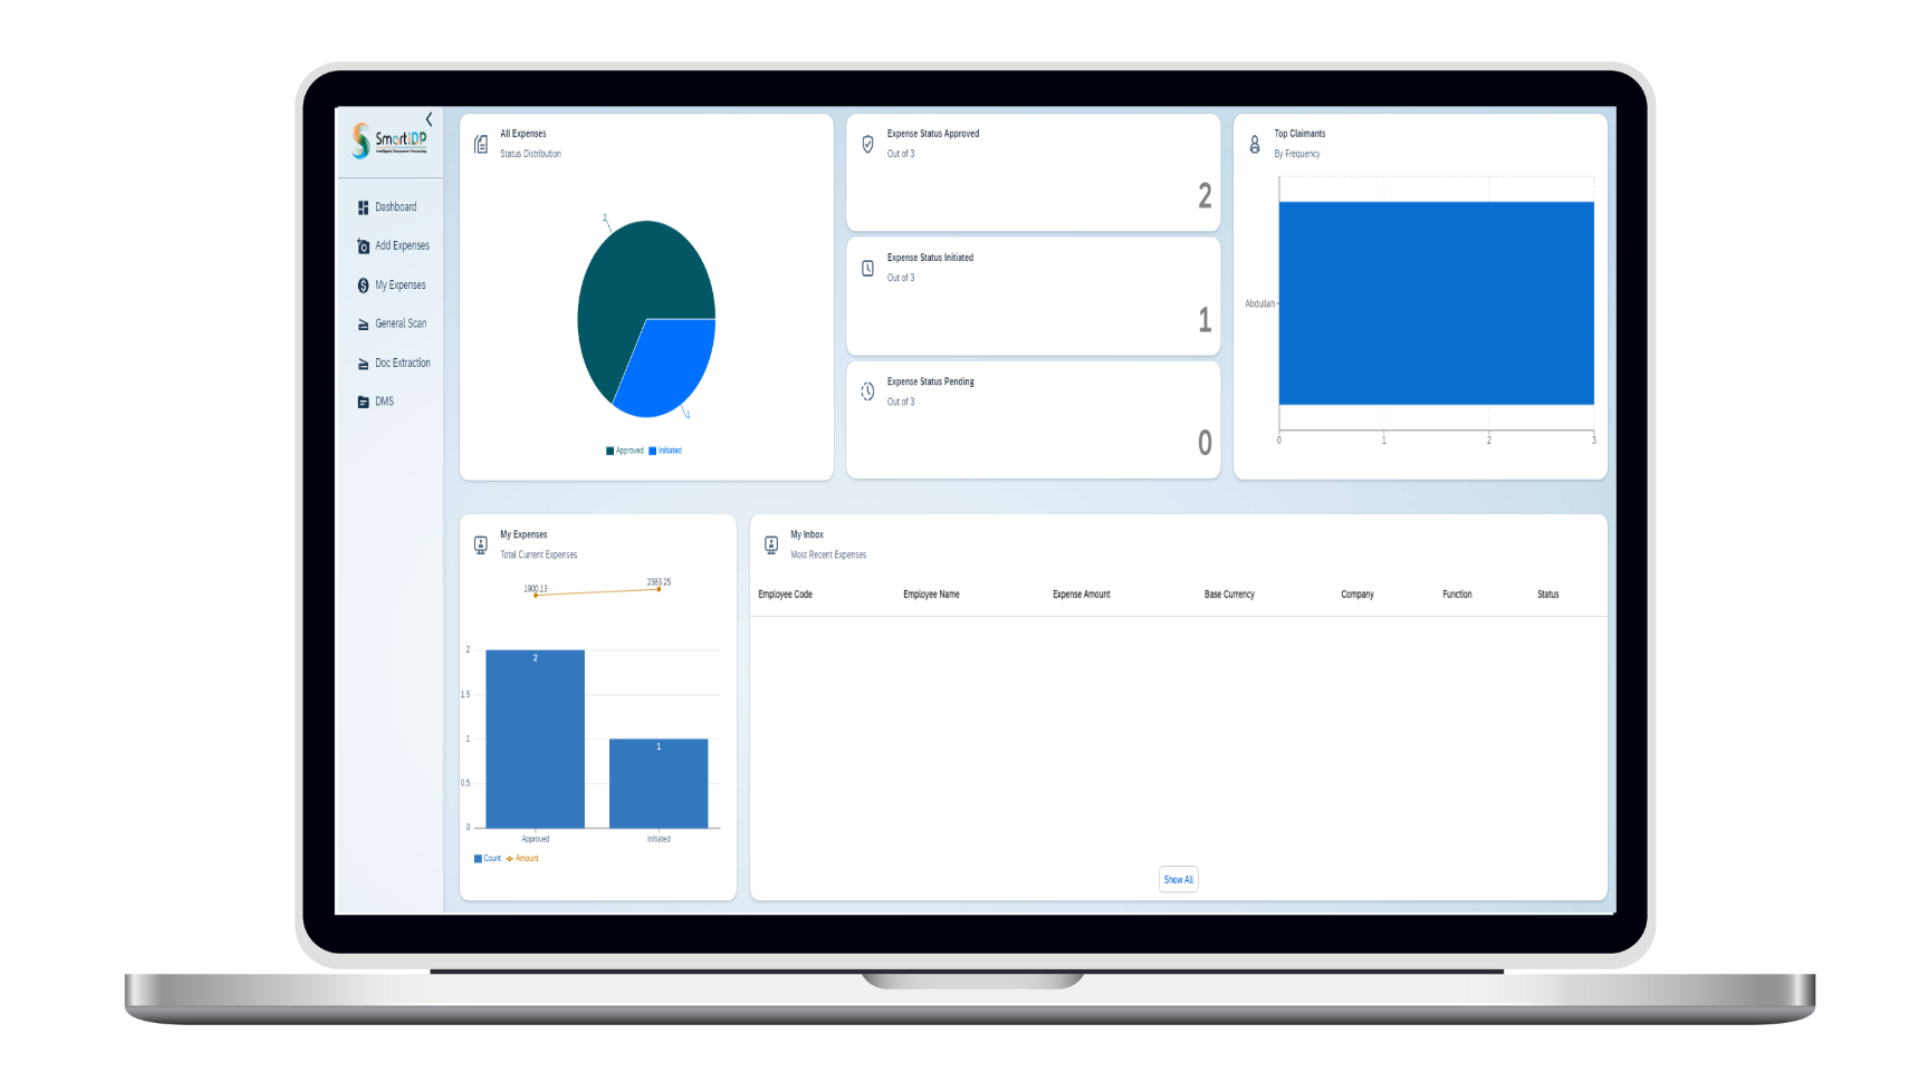 SmartIDP
Intelligent Document Processing
Dashboard
Add Expenses
My Expenses
General Scan
Doc Extraction
DMS
All Expenses
Status Distribution
2
1
Approved Initiated
Expense Status Approved
Out of 3
2
Expense Status Initiated
Out of 3
1
Expense Status Pending
Out of 3
0
Top Claimants
By Frequency
Abdullah
0 1 2 3
My Expenses
Total Current Expenses
1900.13 2383.25
2
1.5
1
0.5
0
2
1
Approved Initiated
Count Amount
My Inbox
Most Recent Expenses
Employee Code Employee Name Expense Amount Base Currency Company Function Status
Show All